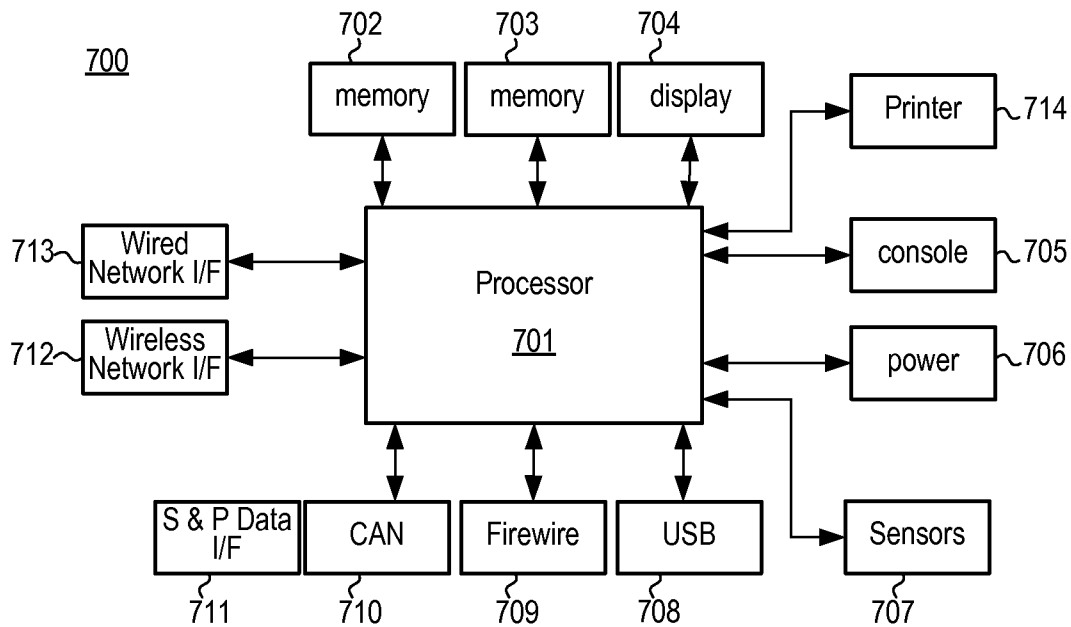 702
703
704
700
memory
memory
display
Printer
714
713
Wired
Network I/F
Processor
701
console
705
712
Wireless
Network I/F
power
706
S & P Data
I/F
CAN
Firewire
USB
Sensors
711
710
709
708
707